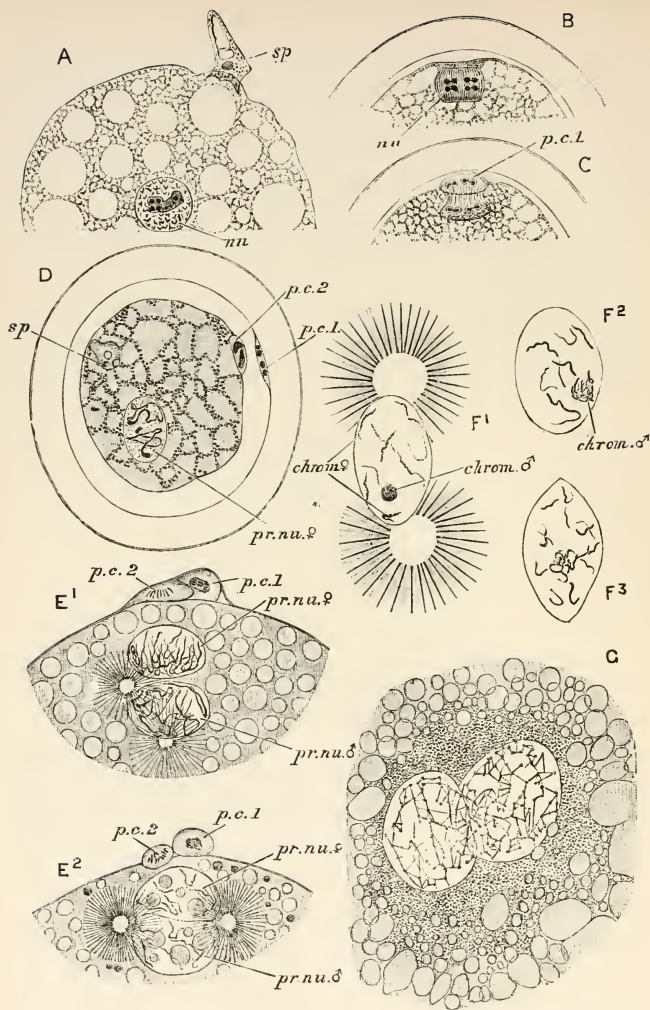 A
sp
nu
B
nu
p.c.1
C
D
sp
p.c.2
p.c.1
pr.nu.♀
F1
chrom♀
chrom.♂
F2
chrom.♂
F3
E1
p.c.2
p.c.1
pr.nu.♀
pr.nu.♂
G
E2
p.c.2
p.c.1
pr.nu.♀
pr.nu.♂